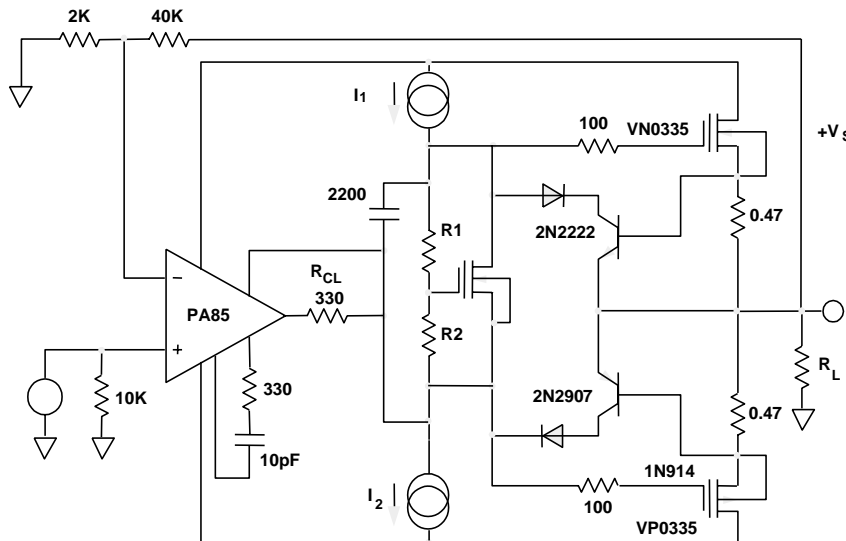 2K
40K
I1
100
VN0335
+VS
2200
0.47
R1
2N2222
RCL
330
−
PA85
+
R2
330
10K
2N2907
RL
10pF
0.47
1N914
I2
100
VP0335